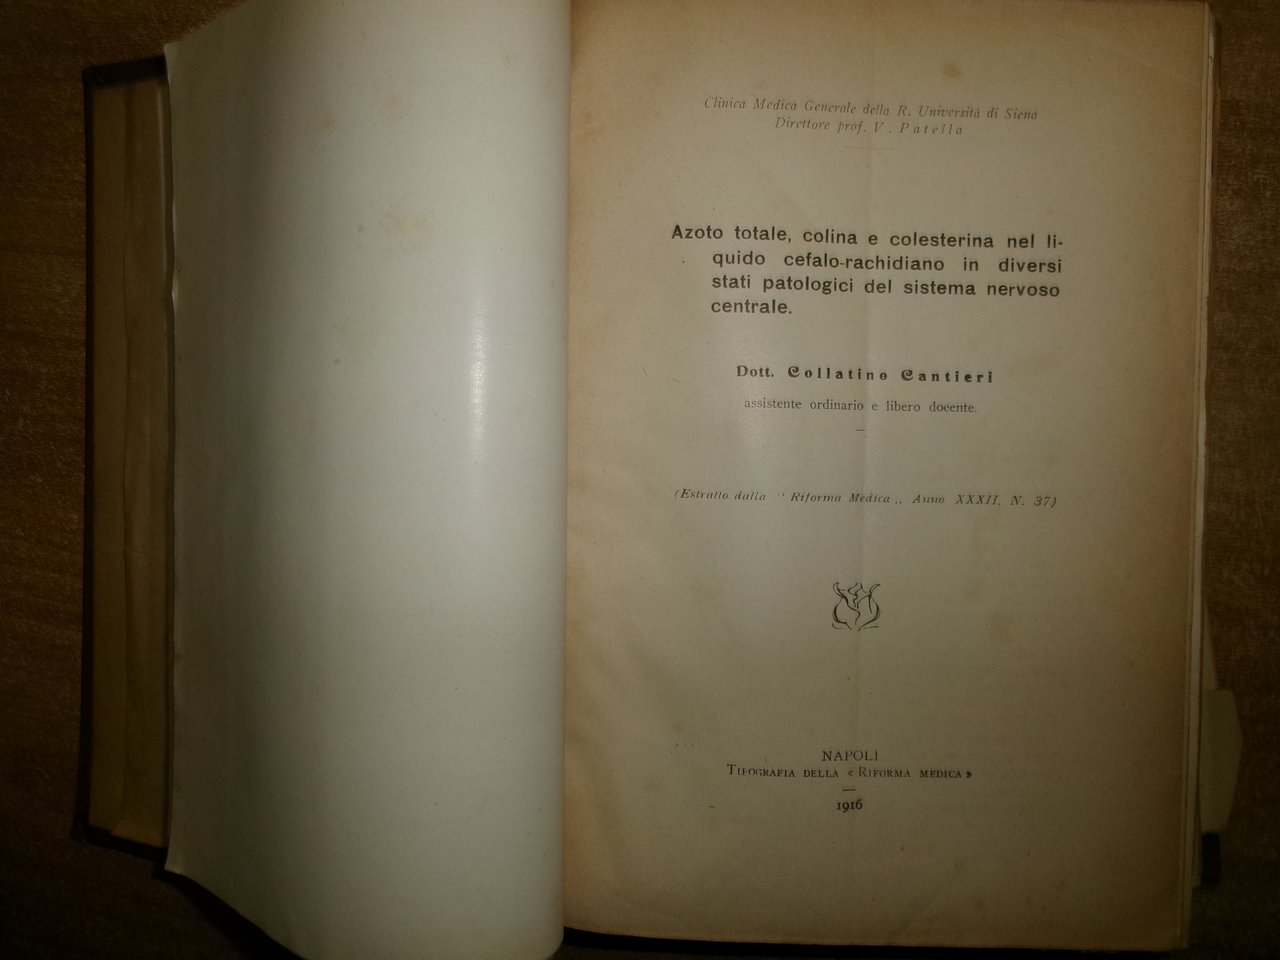 Clinica Medica Generale della R. Università di Siena
Direttore prof. V. Patella
Azoto totale, colina e colesterina nel li-
quido cefalo-rachidiano in diversi
stati patologici del sistema nervoso
centrale.
Dott. Collatino Cantieri
assistente ordinario e libero docente.
(Estratto dalla "Riforma Medica„ Anno XXXII, N. 37)
NAPOLI
TIPOGRAFIA DELLA « RIFORMA MEDICA »
1916